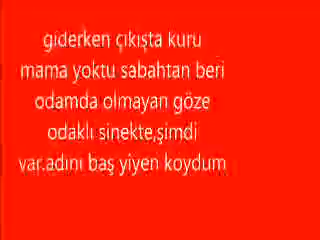 giderken çıkışta kuru
mama yoktu sabahtan beri
odamda olmayan göze
odaklı sinekte,şimdi
var.adını baş yiyen koydum